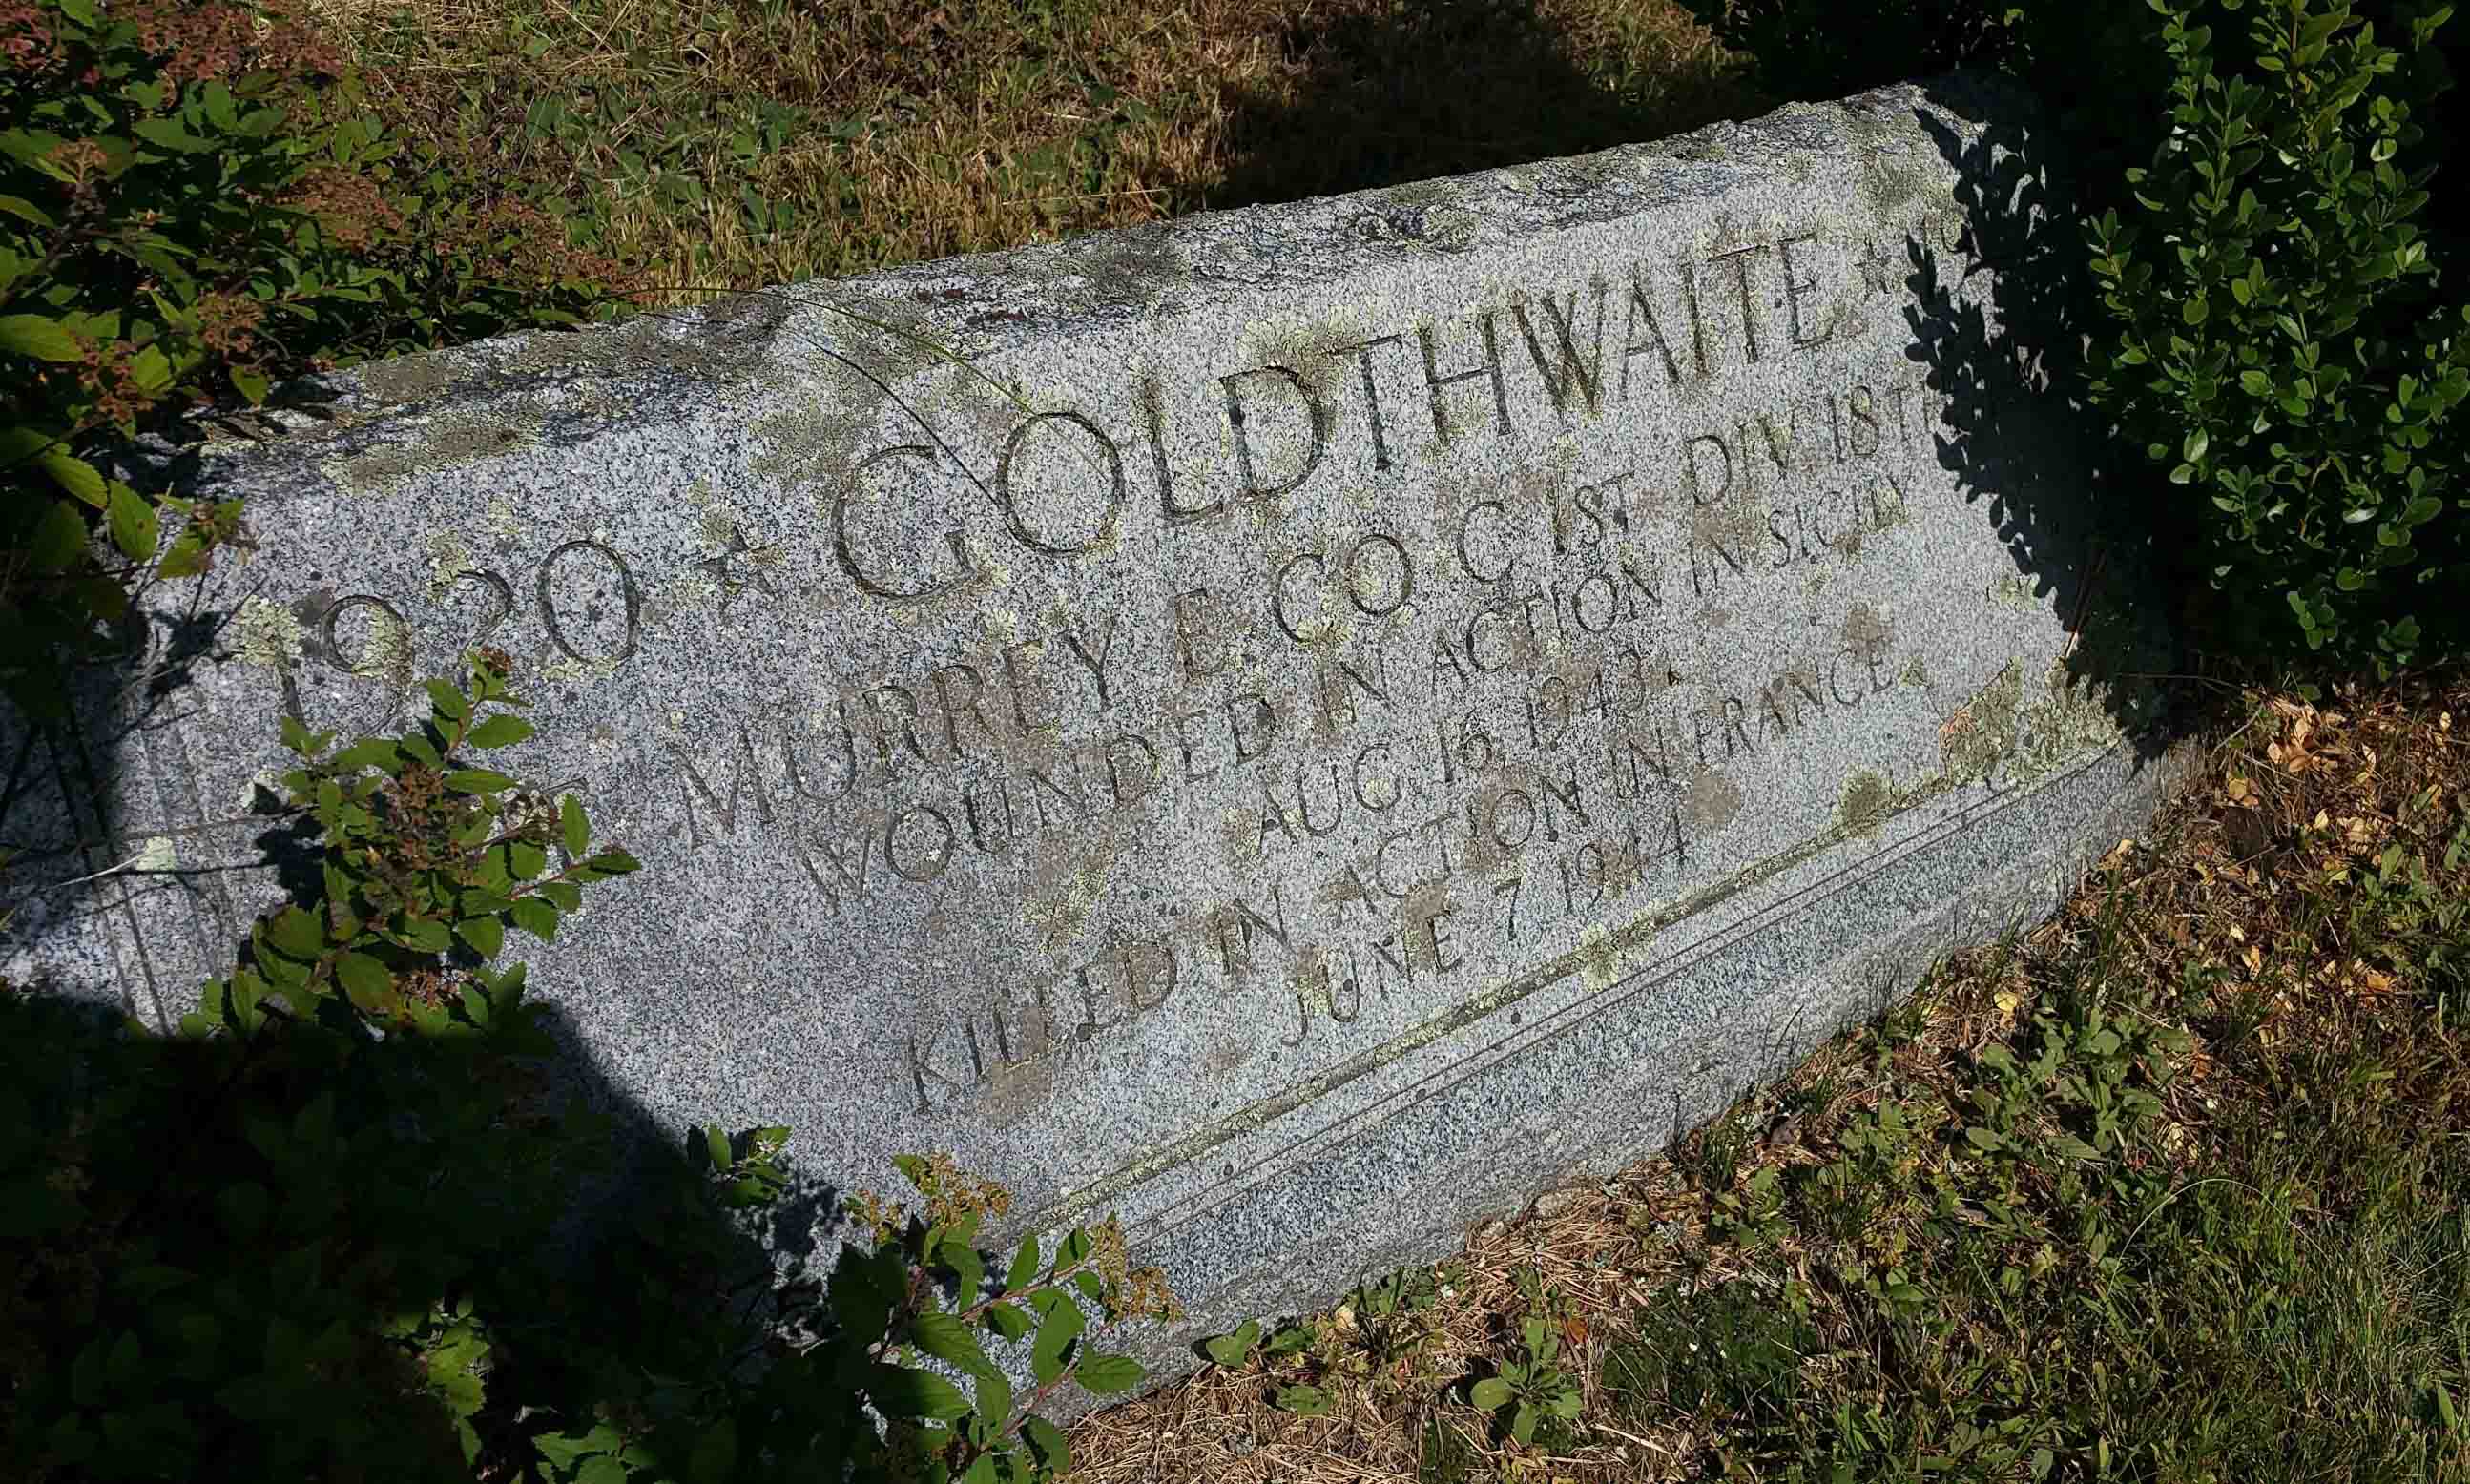 1920 ★ GOLDTHWAITE ★
MURREY E CO C 1ST DIV 18TH
WOUNDED IN ACTION IN SICILY
AUG 16 1943
KILLED IN ACTION IN FRANCE
JUNE 7 1944